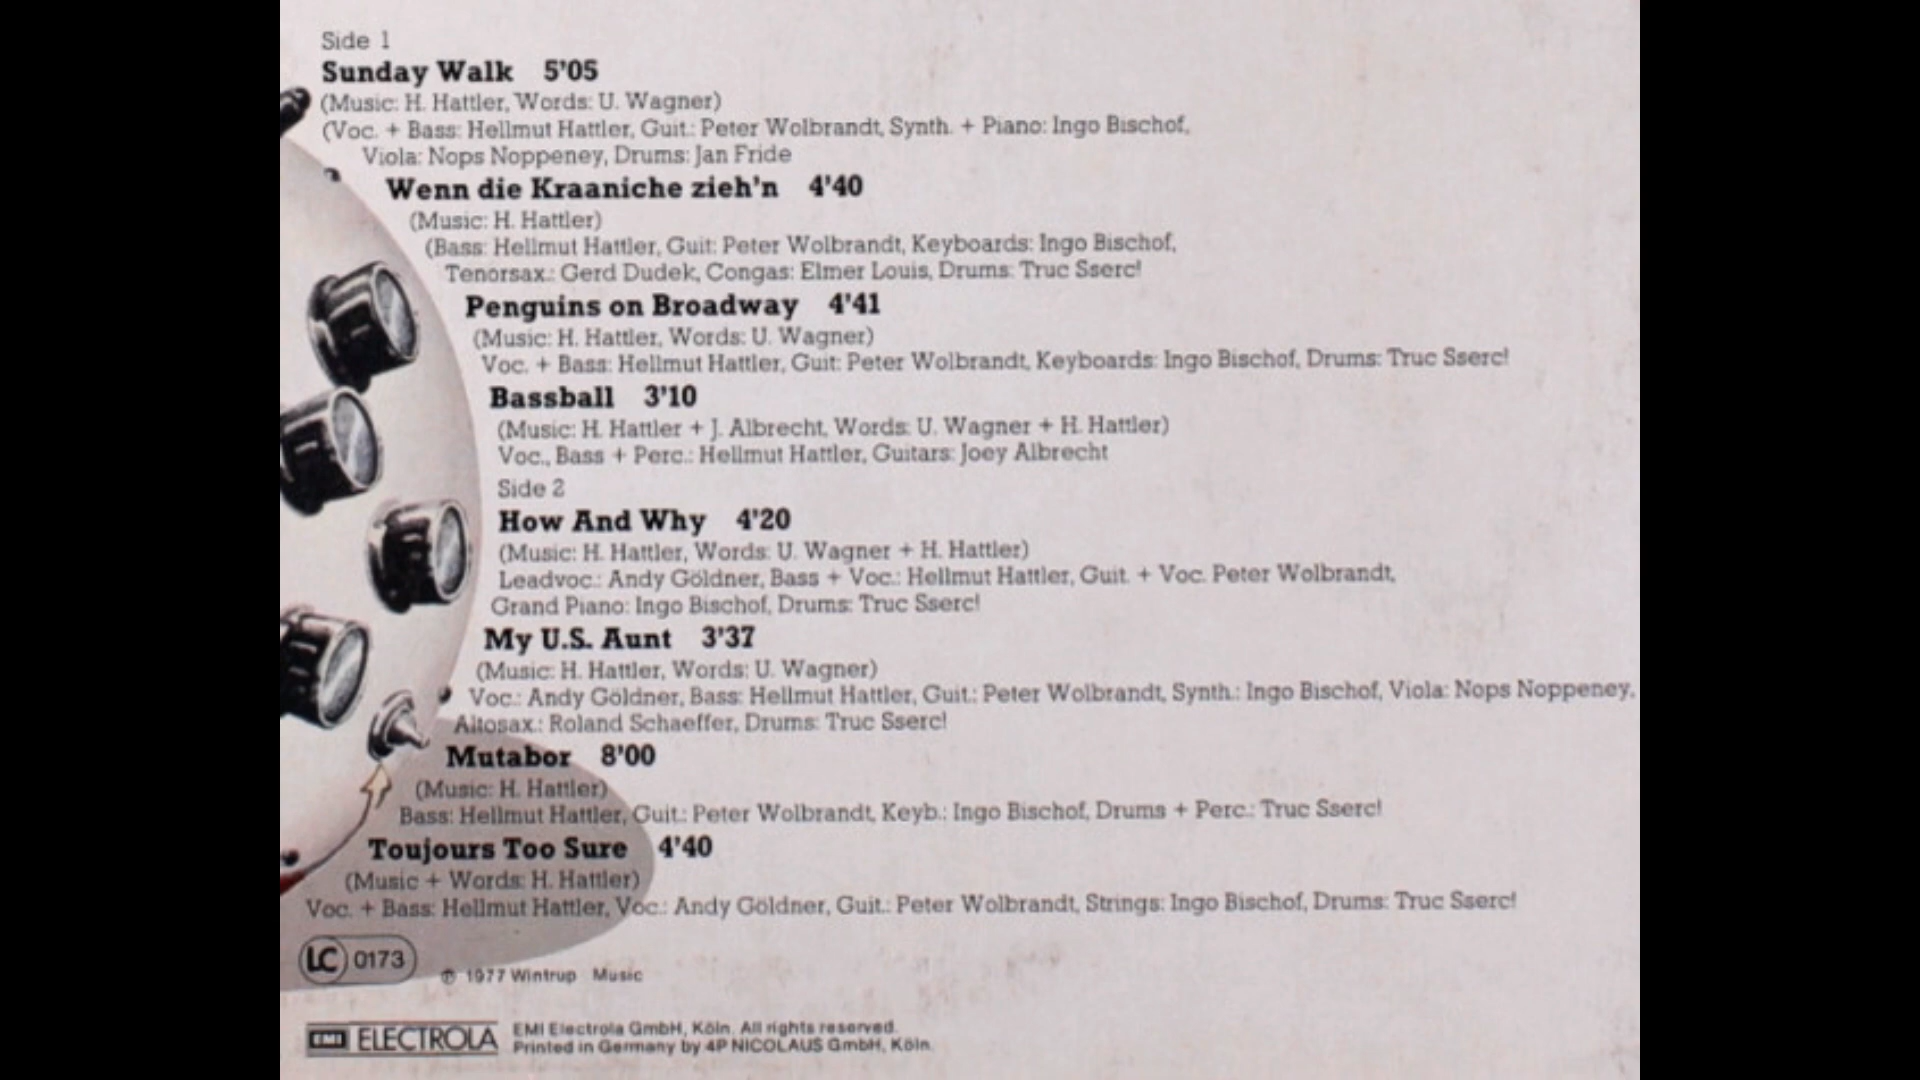 Side 1
Sunday Walk 5'05
(Music: H. Hattler, Words: U. Wagner)
(Voc. + Bass: Hellmut Hattler, Guit.: Peter Wolbrandt, Synth. + Piano: Ingo Bischof,
Viola: Nops Noppeney, Drums: Jan Fride
Wenn die Kraaniche zieh'n 4'40
(Music: H. Hattler)
(Bass: Hellmut Hattler, Guit: Peter Wolbrandt, Keyboards: Ingo Bischof,
Tenorsax.: Gerd Dudek, Congas: Elmer Louis, Drums: Truc Sserc!
Penguins on Broadway 4'41
(Music: H. Hattler, Words: U. Wagner)
Voc. + Bass: Hellmut Hattler, Guit: Peter Wolbrandt, Keyboards: Ingo Bischof, Drums: Truc Sserc!
Bassball 3'10
(Music: H. Hattler + J. Albrecht, Words: U. Wagner + H. Hattler)
Voc., Bass + Perc.: Hellmut Hattler, Guitars: Joey Albrecht
Side 2
How And Why 4'20
(Music: H. Hattler, Words: U. Wagner + H. Hattler)
Leadvoc.: Andy Göldner, Bass + Voc.: Hellmut Hattler, Guit. + Voc. Peter Wolbrandt,
Grand Piano: Ingo Bischof, Drums: Truc Sserc!
My U.S. Aunt 3'37
(Music: H. Hattler, Words: U. Wagner)
Voc.: Andy Göldner, Bass: Hellmut Hattler, Guit.: Peter Wolbrandt, Synth.: Ingo Bischof, Viola: Nops Noppeney,
Altosax.: Roland Schaeffer, Drums: Truc Sserc!
Mutabor 8'00
(Music: H. Hattler)
Bass: Hellmut Hattler, Guit.: Peter Wolbrandt, Keyb.: Ingo Bischof, Drums + Perc.: Truc Sserc!
Toujours Too Sure 4'40
(Music + Words: H. Hattler)
Voc. + Bass: Hellmut Hattler, Voc.: Andy Göldner, Guit.: Peter Wolbrandt, Strings: Ingo Bischof, Drums: Truc Sserc!
LC 0173
℗ 1977 Wintrup Music
EMI ELECTROLA
EMI Electrola GmbH, Köln. All rights reserved.
Printed in Germany by 4P NICOLAUS GmbH, Köln.